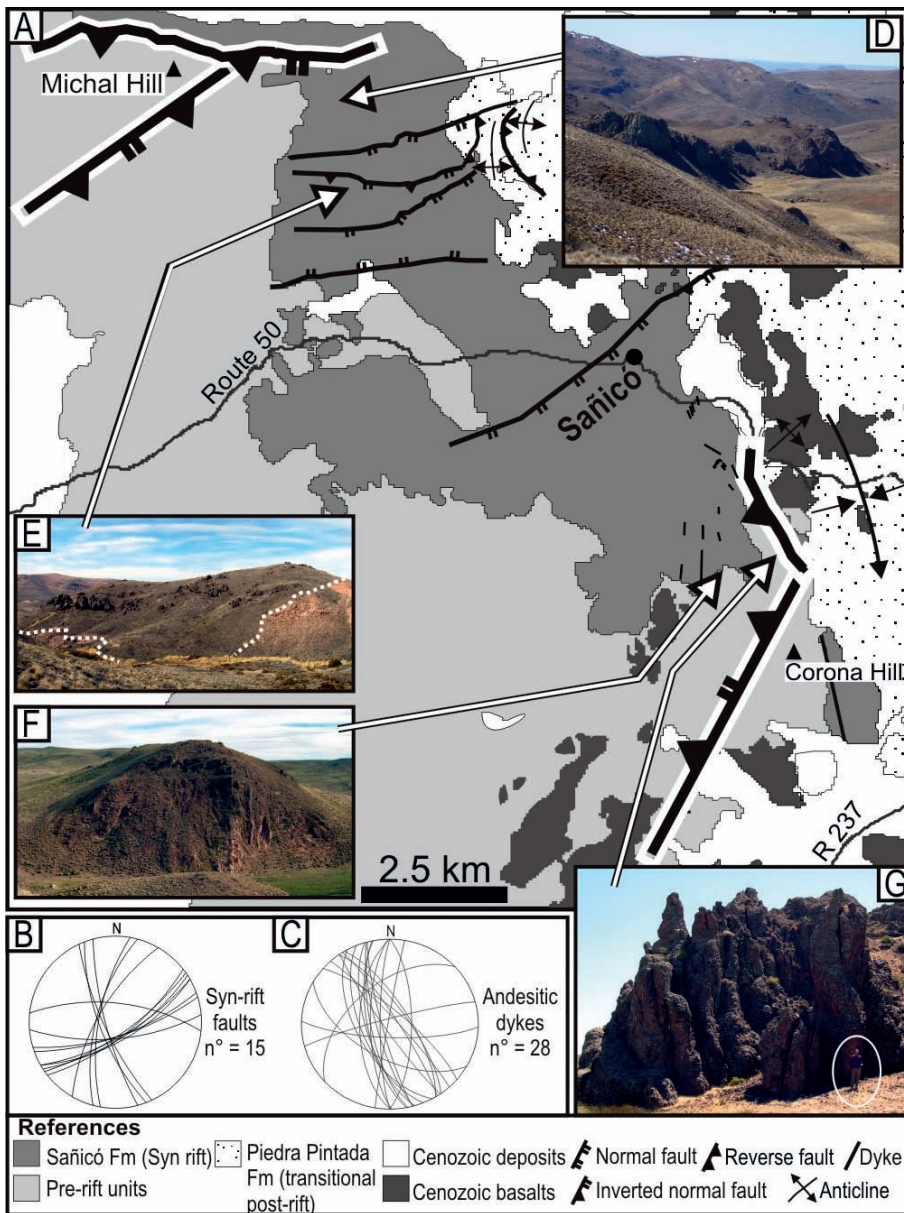 A
Michal Hill
D
Route 50
Sañicó
E
Corona Hill
F
2.5 km
R 237
G
B
N
Syn-rift
faults
n° = 15
C
N
Andesitic
dykes
n° = 28
References
Sañicó Fm (Syn rift)
Pre-rift units
Piedra Pintada
Fm (transitional
post-rift)
Cenozoic deposits
Cenozoic basalts
Normal fault
Inverted normal fault
Reverse fault
Dyke
Anticline